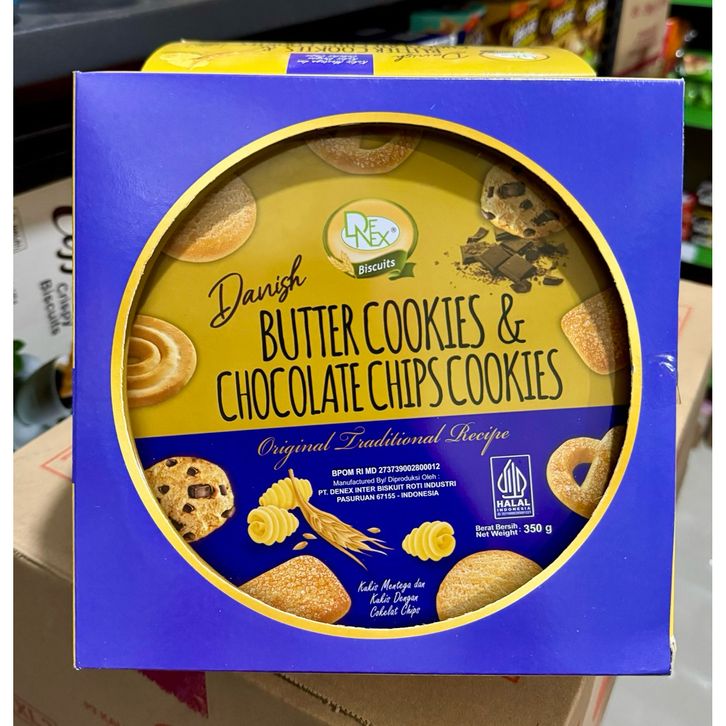 DENEX®
Biscuits
Danish
BUTTER COOKIES &
CHOCOLATE CHIPS COOKIES
Original Traditional Recipe
BPOM RI MD 273739002800012
Manufactured By/ Diproduksi Oleh :
PT. DENEX INTER BISKUIT ROTI INDUSTRI
PASURUAN 67155 - INDONESIA
HALAL
INDONESIA
Berat Bersih
Net Weight : 350 g
Kukis Mentega dan
Kukis Dengan
Cokelat Chips
Crispy
Biscuits